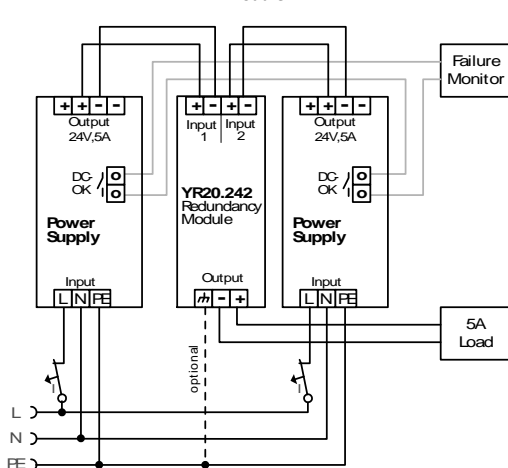 Failure
Monitor
+ + - -
Output
24V,5A
DC-
OK
Power
Supply
Input
L N PE
+ - + -
Input Input
1 2
YR20.242
Redundancy
Module
Output
- +
+ + - -
Output
24V,5A
DC-
OK
Power
Supply
Input
L N PE
5A
Load
optional
I
I
L
N
PE